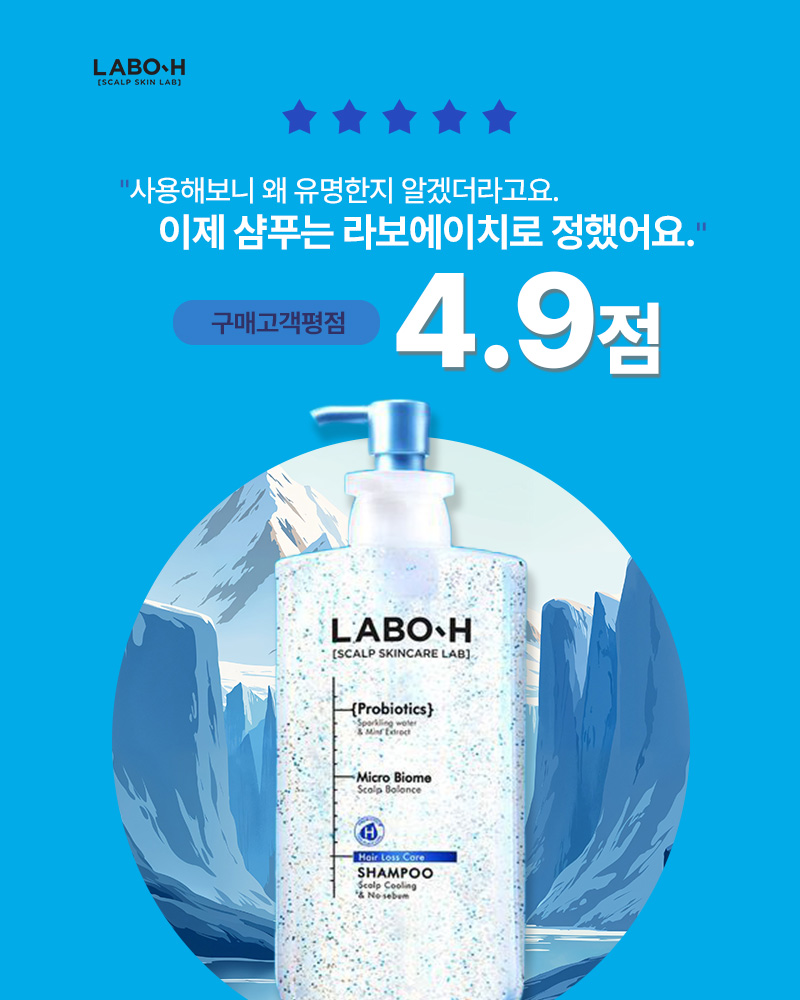 LABO-H
[SCALP SKIN LAB]
"사용해보니 왜 유명한지 알겠더라고요.
이제 샴푸는 라보에이치로 정했어요."
구매고객평점
4.9점
LABO-H
[SCALP SKINCARE LAB]
{Probiotics}
Sparkling water
& Mint Extract
Micro Biome
Scalp Balance
H
Hair Loss Care
SHAMPOO
Scalp Cooling
& No-sebum